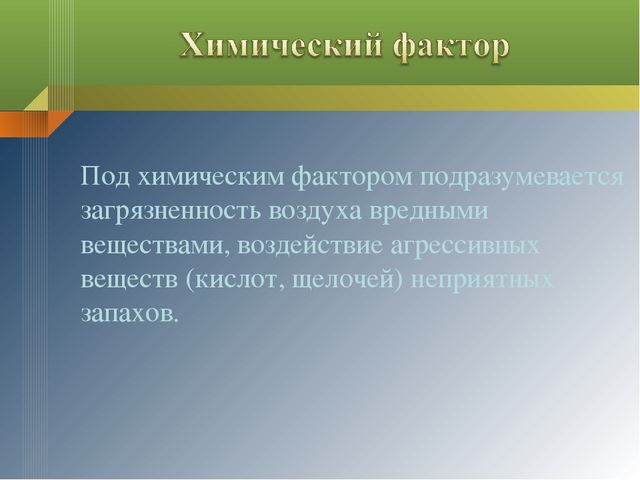 Химический фактор
Под химическим фактором подразумевается
загрязненность воздуха вредными
веществами, воздействие агрессивных
веществ (кислот, щелочей) неприятных
запахов.